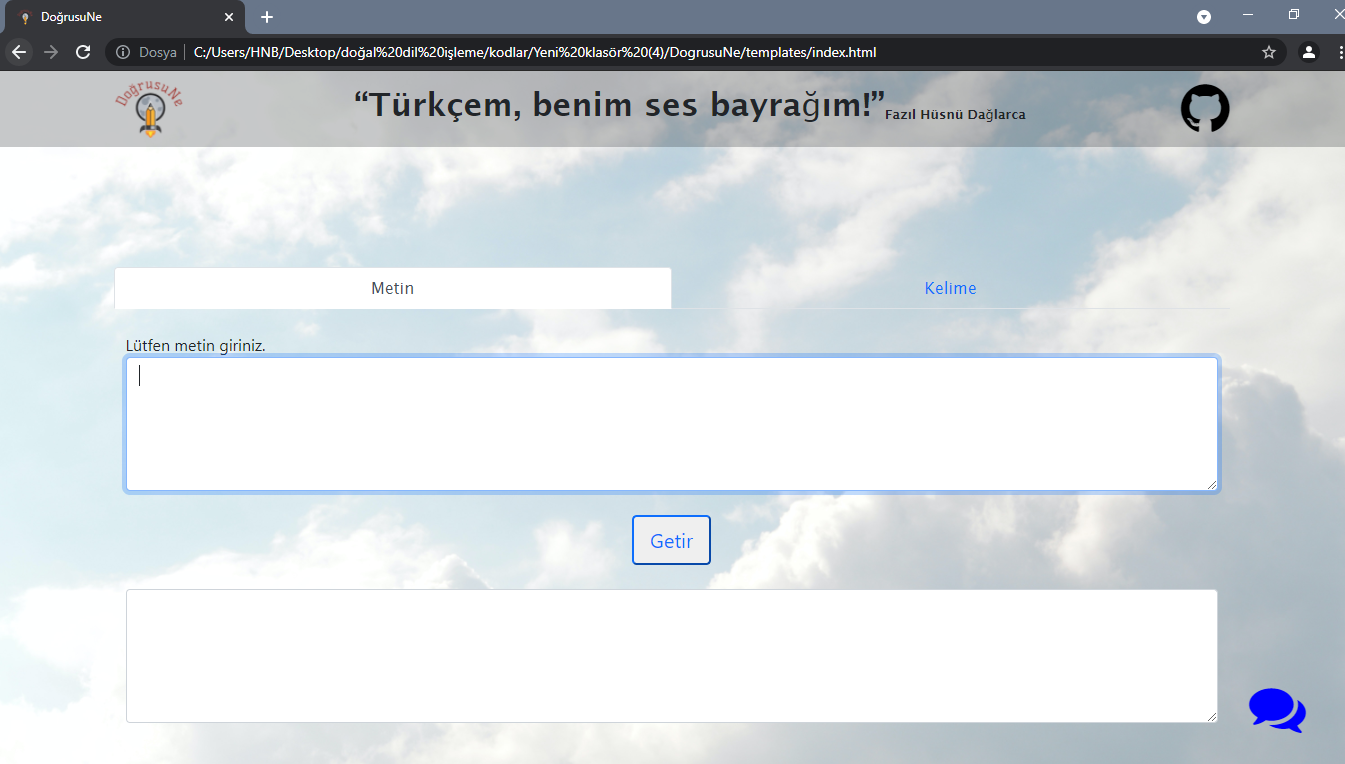 DoğrusuNe
Dosya C:/Users/HNB/Desktop/doğal%20dil%20işleme/kodlar/Yeni%20klasör%20(4)/DogrusuNe/templates/index.html
DoğrusuNe
“Türkçem, benim ses bayrağım!” Fazıl Hüsnü Dağlarca
Metin
Kelime
Lütfen metin giriniz.
Getir